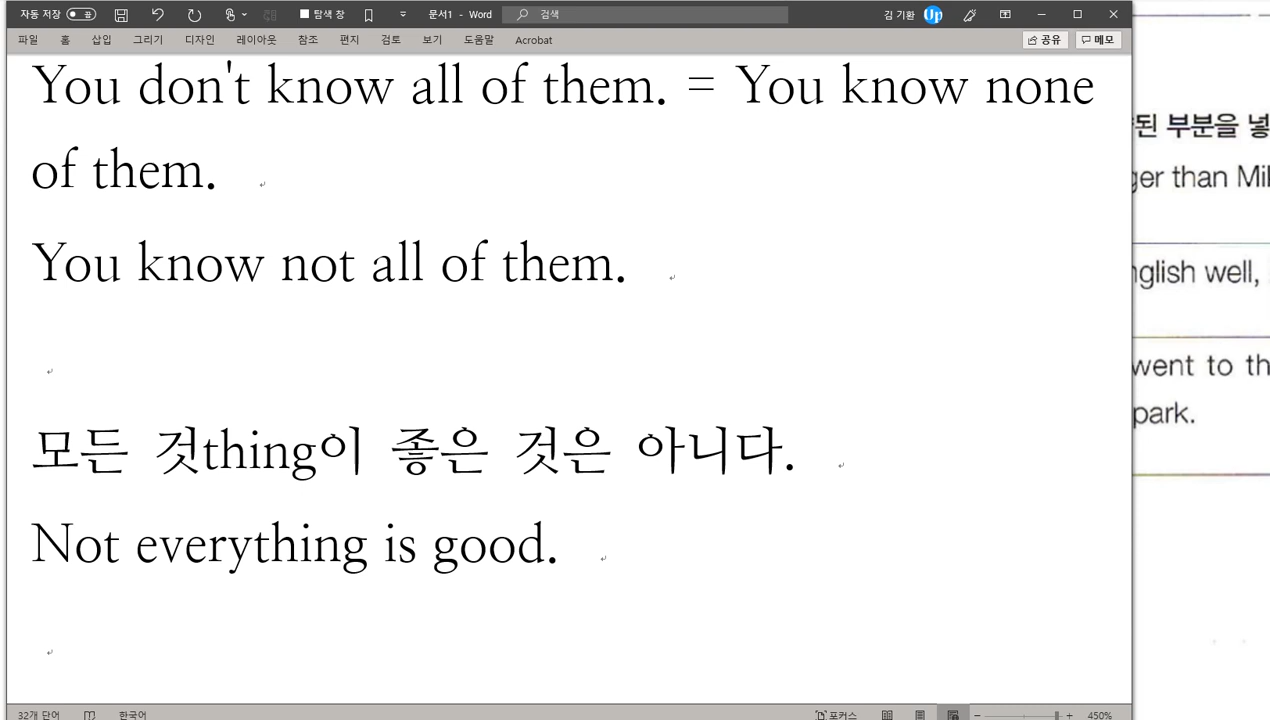 자동 저장 끔 탐색 창 문서1 - Word 검색 김 기환 Up
파일 홈 삽입 그리기 디자인 레이아웃 참조 편지 검토 보기 도움말 Acrobat 공유 메모
You don't know all of them. = You know none
of them.
You know not all of them.
모든 것thing이 좋은 것은 아니다.
Not everything is good.
된 부분을 넣
ger than Mil
nglish well,
went to th
park.
32개 단어 한국어 포커스 450%